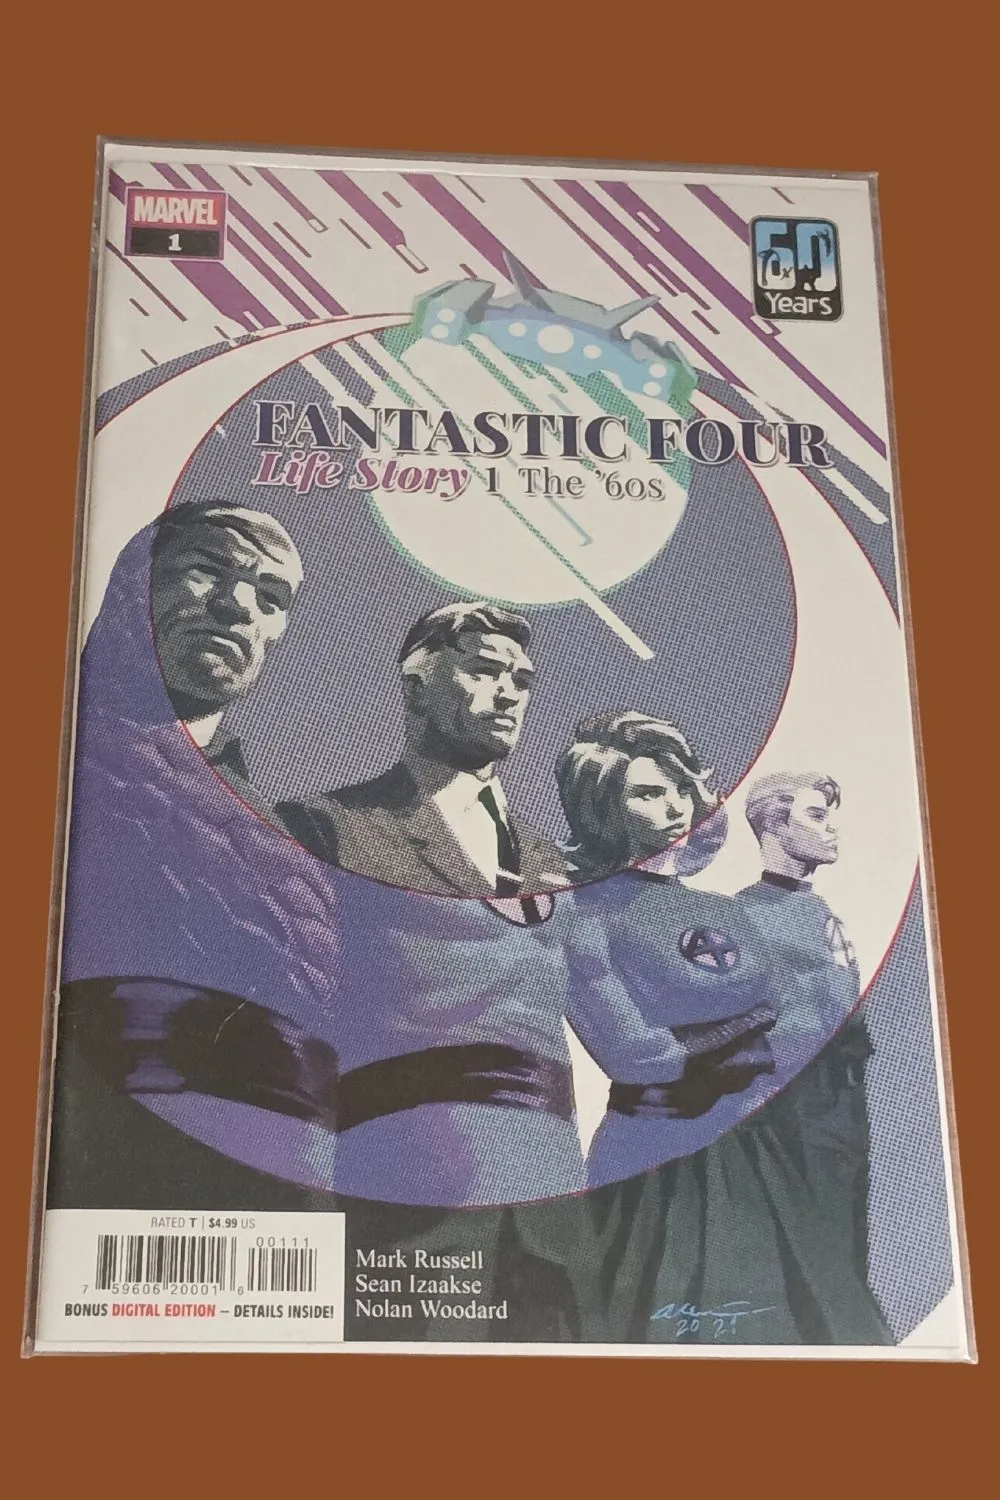 MARVEL
1
60
Years
FANTASTIC FOUR
Life Story 1 The '60s
RATED T | $4.99 US
00111
7 59606 20001 6
BONUS DIGITAL EDITION – DETAILS INSIDE!
Mark Russell
Sean Izaakse
Nolan Woodard
2021